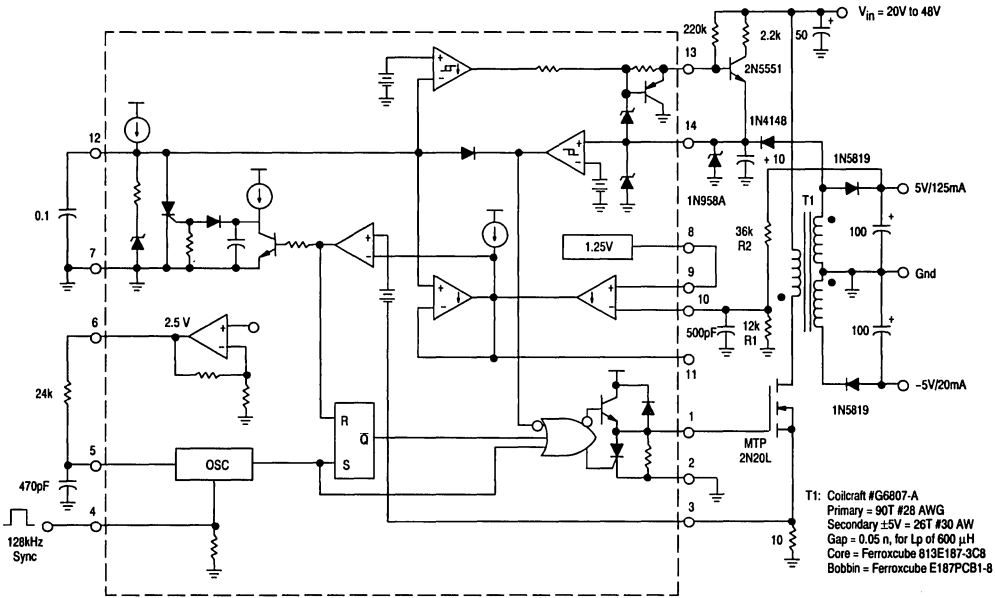 V_in = 20V to 48V
220k
2.2k
50
+
13
2N5551
+
−
12
14
1N4148
+ 10
+
−
1N958A
1N5819
5V/125mA
T1
0.1
36k
R2
100
+
7
1.25V
8
9
10
Gnd
+
−
+
−
+
−
500pF
12k
R1
100
+
6
2.5 V
+
−
11
−5V/20mA
1N5819
24k
R
Q̅
S
1
MTP
2N20L
5
OSC
2
470pF
4
3
128kHz
Sync
10
T1: Coilcraft #G6807-A
Primary = 90T #28 AWG
Secondary ±5V = 26T #30 AW
Gap = 0.05 n, for Lp of 600 µH
Core = Ferroxcube 813E187-3C8
Bobbin = Ferroxcube E187PCB1-8